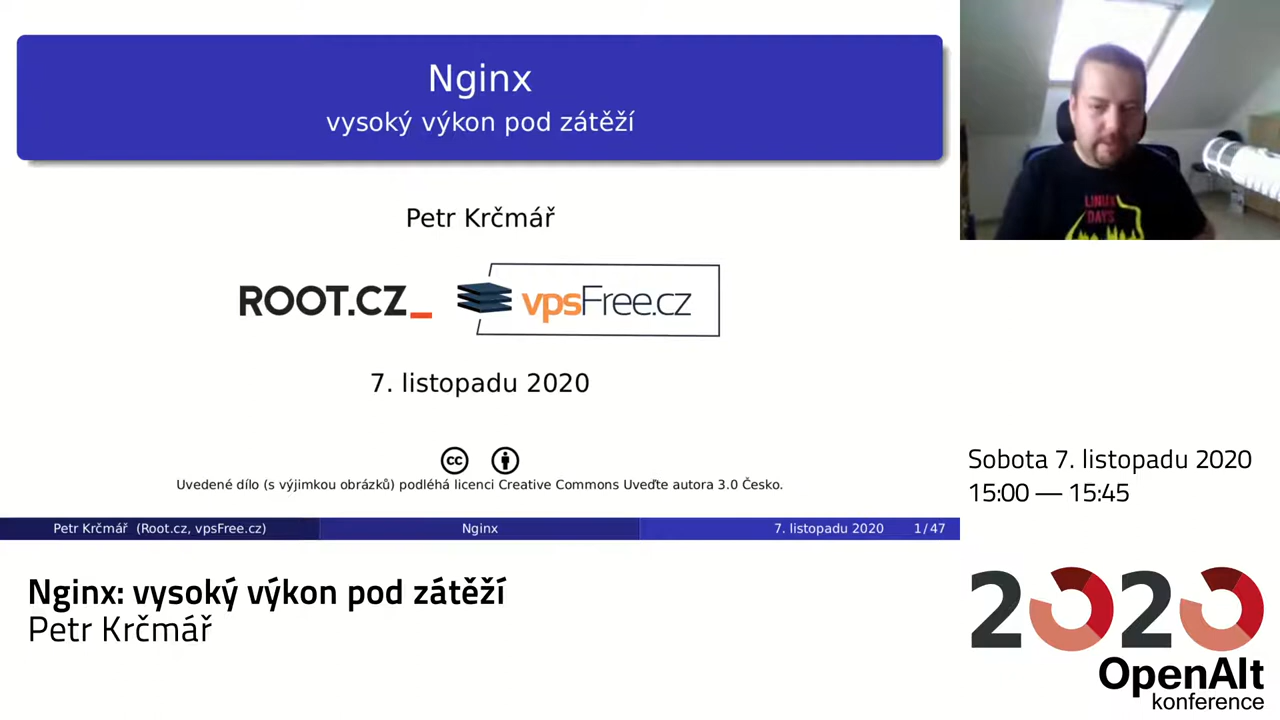 Nginx
vysoký výkon pod zátěží
Petr Krčmář
ROOT.CZ_
vpsFree.cz
7. listopadu 2020
cc
Uvedené dílo (s výjimkou obrázků) podléhá licenci Creative Commons Uveďte autora 3.0 Česko.
Petr Krčmář (Root.cz, vpsFree.cz)
Nginx
7. listopadu 2020
1 / 47
LINUX
DAYS
Sobota 7. listopadu 2020
15:00 — 15:45
Nginx: vysoký výkon pod zátěží
Petr Krčmář
2020
OpenAlt
konference